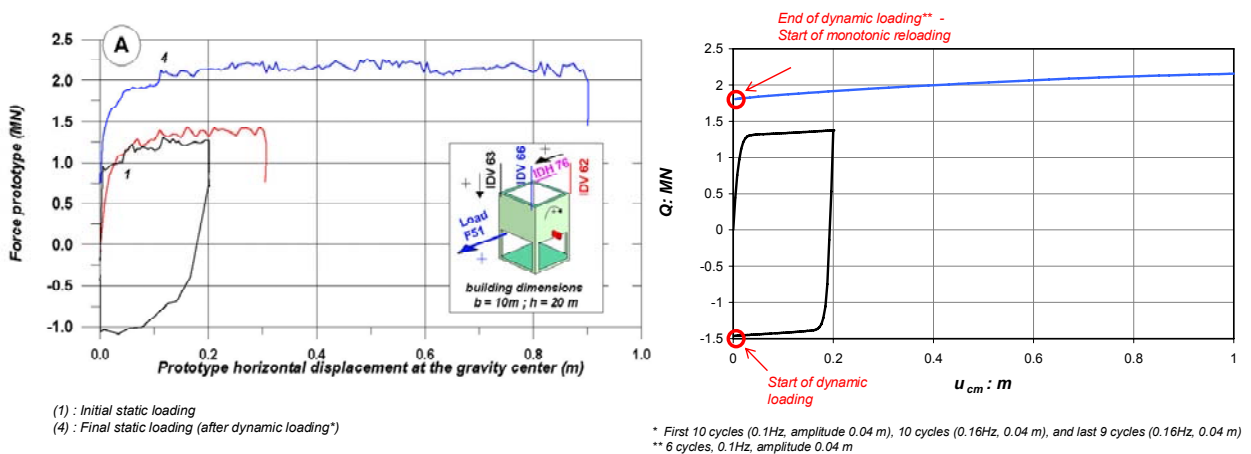 End of dynamic loading** -
Start of monotonic reloading
A
4
1
Force prototype (MN)
2.5
2.0
1.5
1.0
0.5
0.0
-0.5
-1.0
0.0
0.2
0.4
0.6
0.8
1.0
Prototype horizontal displacement at the gravity center (m)
IDV 63
IDV 66
IDH 76
IDV 62
+
+
+
Load
F51
+
building dimensions
b = 10m ; h = 20 m
(1) : Initial static loading
(4) : Final static loading (after dynamic loading*)
Q: MN
2.5
2
1.5
1
0.5
0
-0.5
-1
-1.5
0
0.2
0.4
0.6
0.8
1
u cm : m
Start of dynamic
loading
* First 10 cycles (0.1Hz, amplitude 0.04 m), 10 cycles (0.16Hz, 0.04 m), and last 9 cycles (0.16Hz, 0.04 m)
** 6 cycles, 0.1Hz, amplitude 0.04 m